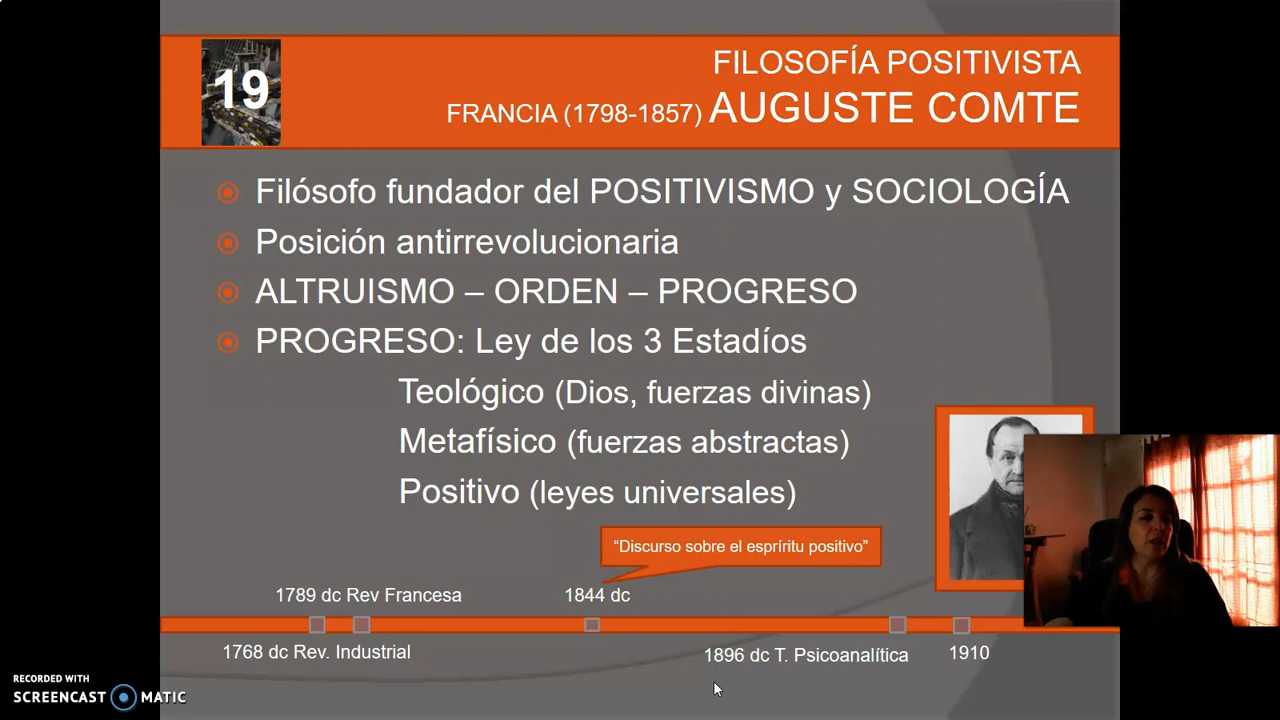 19
FILOSOFÍA POSITIVISTA
FRANCIA (1798-1857) AUGUSTE COMTE
Filósofo fundador del POSITIVISMO y SOCIOLOGÍA
Posición antirrevolucionaria
ALTRUISMO – ORDEN – PROGRESO
PROGRESO: Ley de los 3 Estadíos
Teológico (Dios, fuerzas divinas)
Metafísico (fuerzas abstractas)
Positivo (leyes universales)
“Discurso sobre el espríritu positivo”
1789 dc Rev Francesa
1844 dc
1768 dc Rev. Industrial
1896 dc T. Psicoanalítica
1910
RECORDED WITH
SCREENCAST MATIC